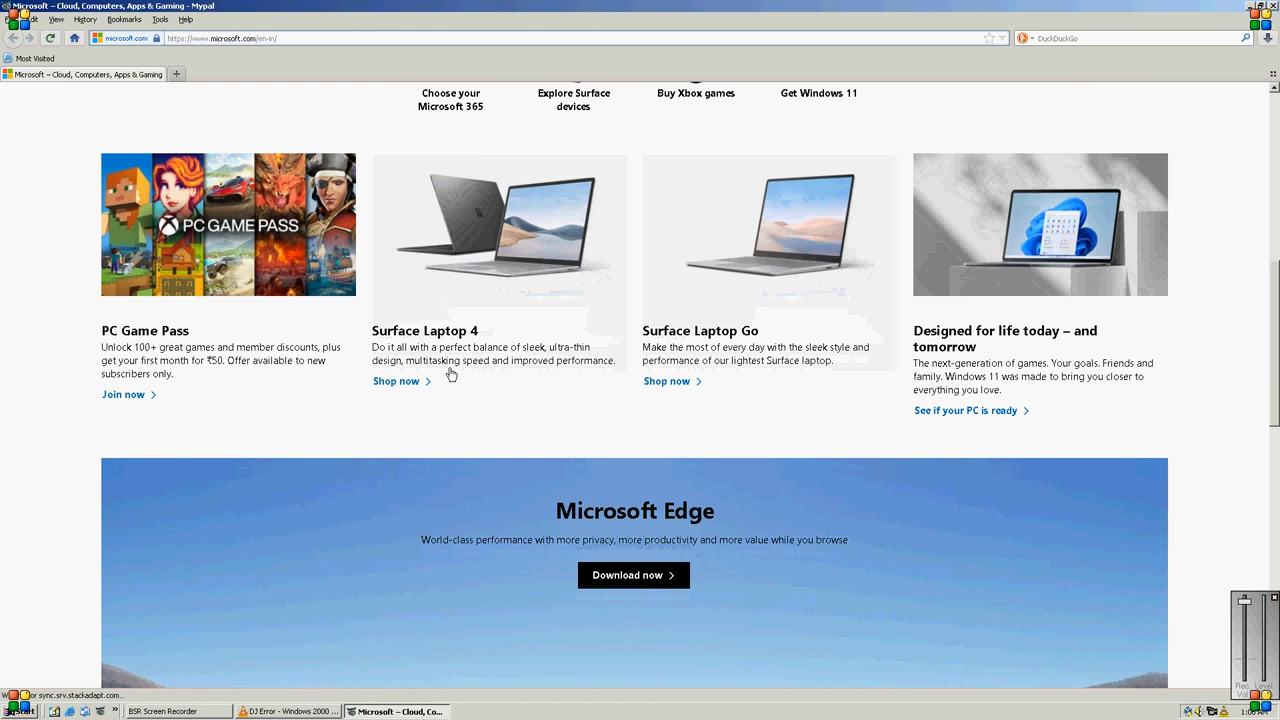 Microsoft – Cloud, Computers, Apps & Gaming - Mypal
View History Bookmarks Tools Help
microsoft.com https://www.microsoft.com/en-in/ DuckDuckGo
Most Visited
Microsoft – Cloud, Computers, Apps & Gaming
Choose your
Microsoft 365
Explore Surface
devices
Buy Xbox games
Get Windows 11
PC GAME PASS
PC Game Pass
Unlock 100+ great games and member discounts, plus
get your first month for ₹50. Offer available to new
subscribers only.
Join now
Surface Laptop 4
Do it all with a perfect balance of sleek, ultra-thin
design, multitasking speed and improved performance.
Shop now
Surface Laptop Go
Make the most of every day with the sleek style and
performance of our lightest Surface laptop.
Shop now
Designed for life today – and
tomorrow
The next-generation of games. Your goals. Friends and
family. Windows 11 was made to bring you closer to
everything you love.
See if your PC is ready
Microsoft Edge
World-class performance with more privacy, more productivity and more value while you browse
Download now
Rec. Level
Vol.
or sync.srv.stackadapt.com...
BSR Screen Recorder
DJ Error - Windows 2000 ...
Microsoft – Cloud, Co...